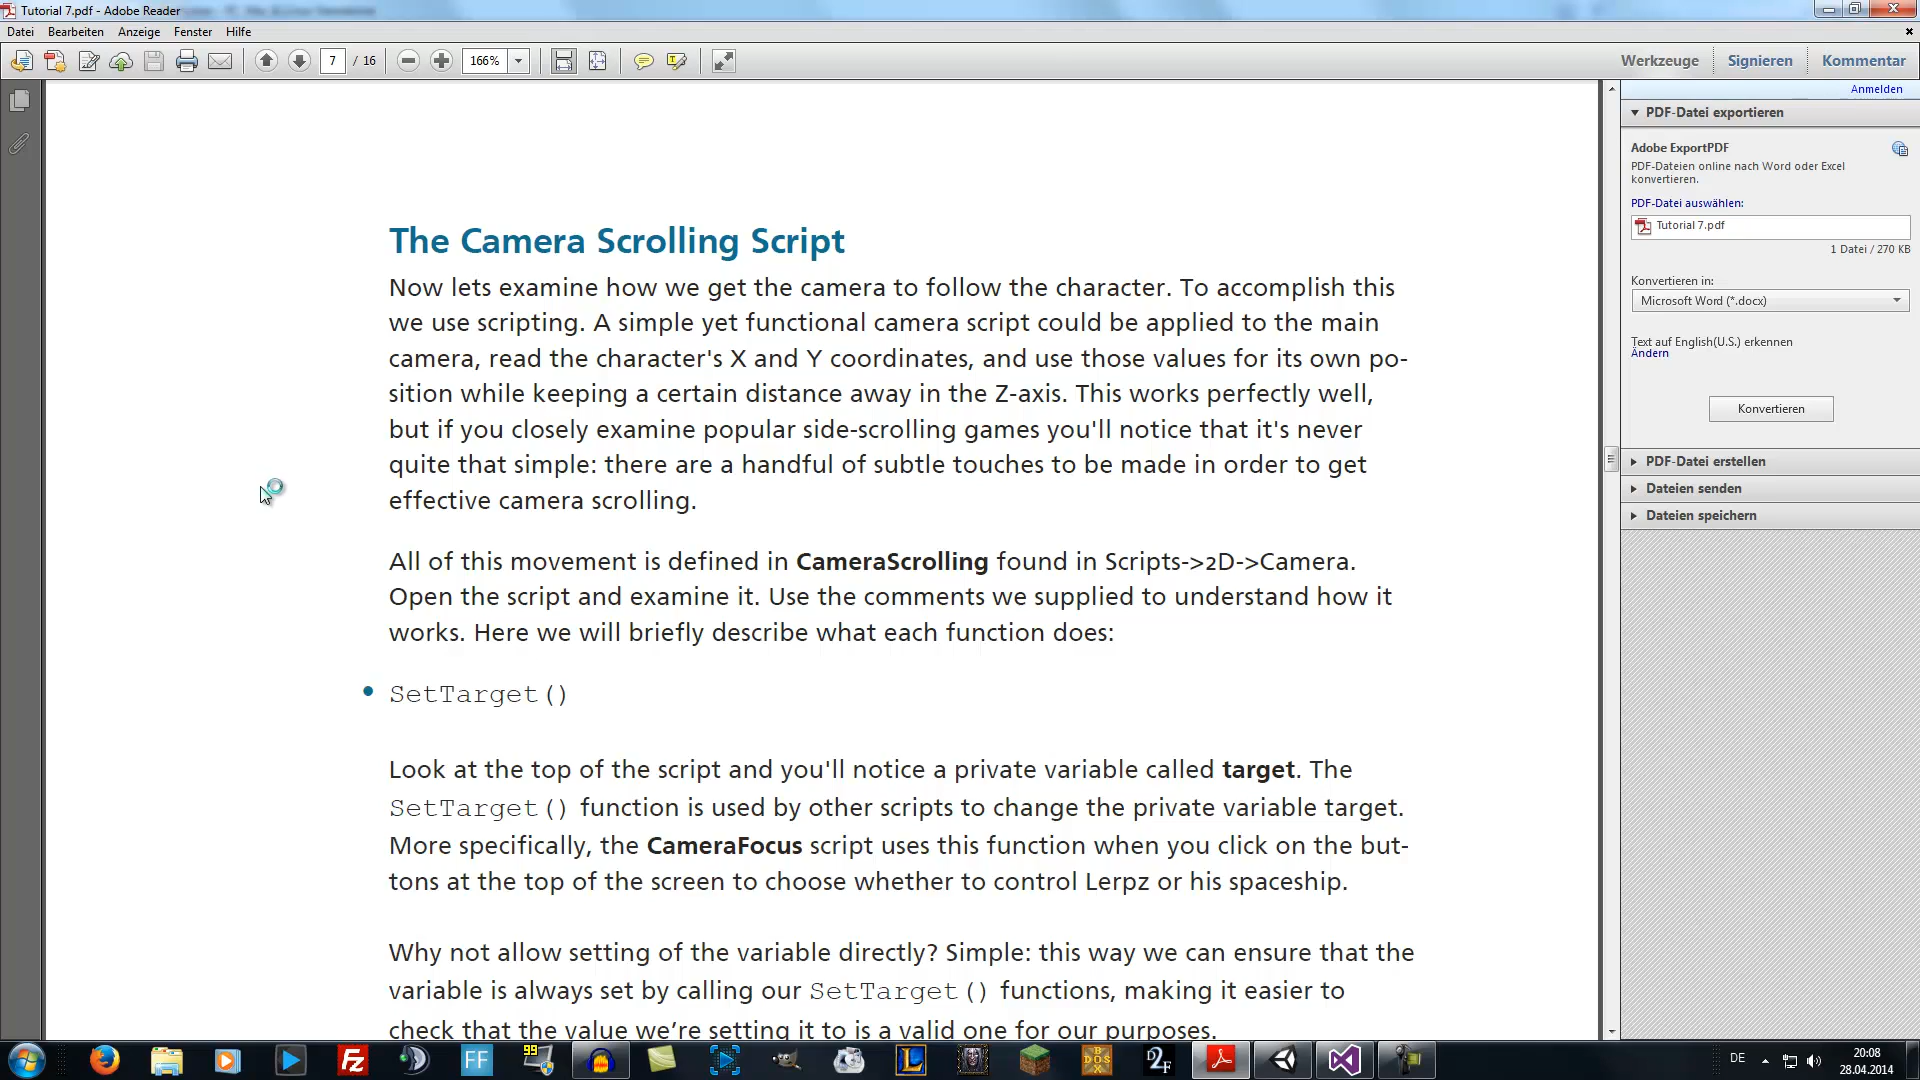 Tutorial 7.pdf - Adobe Reader
Datei Bearbeiten Anzeige Fenster Hilfe
7 / 16 166% Werkzeuge Signieren Kommentar
Anmelden
PDF-Datei exportieren
Adobe ExportPDF
PDF-Dateien online nach Word oder Excel
konvertieren.
PDF-Datei auswählen:
Tutorial 7.pdf
1 Datei / 270 KB
Konvertieren in:
Microsoft Word (*.docx)
Text auf English(U.S.) erkennen
Ändern
Konvertieren
PDF-Datei erstellen
Dateien senden
Dateien speichern
The Camera Scrolling Script
Now lets examine how we get the camera to follow the character. To accomplish this
we use scripting. A simple yet functional camera script could be applied to the main
camera, read the character's X and Y coordinates, and use those values for its own po-
sition while keeping a certain distance away in the Z-axis. This works perfectly well,
but if you closely examine popular side-scrolling games you'll notice that it's never
quite that simple: there are a handful of subtle touches to be made in order to get
effective camera scrolling.
All of this movement is defined in CameraScrolling found in Scripts->2D->Camera.
Open the script and examine it. Use the comments we supplied to understand how it
works. Here we will briefly describe what each function does:
• SetTarget()
Look at the top of the script and you'll notice a private variable called target. The
SetTarget() function is used by other scripts to change the private variable target.
More specifically, the CameraFocus script uses this function when you click on the but-
tons at the top of the screen to choose whether to control Lerpz or his spaceship.
Why not allow setting of the variable directly? Simple: this way we can ensure that the
variable is always set by calling our SetTarget() functions, making it easier to
check that the value we're setting it to is a valid one for our purposes.
FF 99 DE 20:08
28.04.2014